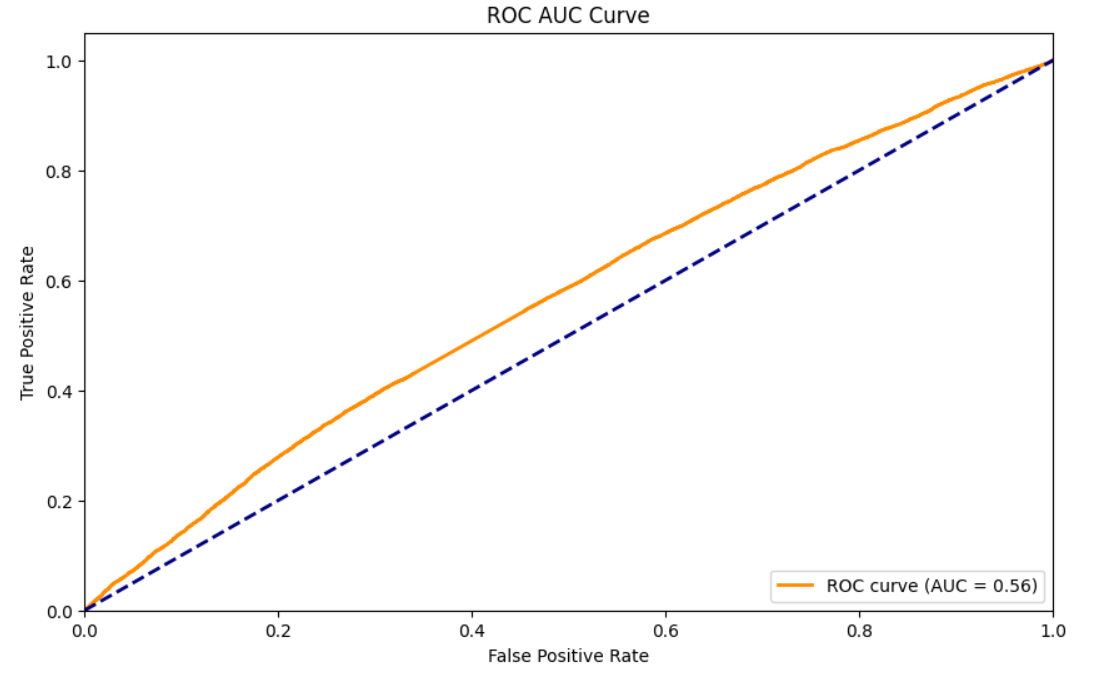 ROC AUC Curve
True Positive Rate
1.0
0.8
0.6
0.4
0.2
0.0
ROC curve (AUC = 0.56)
0.0 0.2 0.4 0.6 0.8 1.0
False Positive Rate